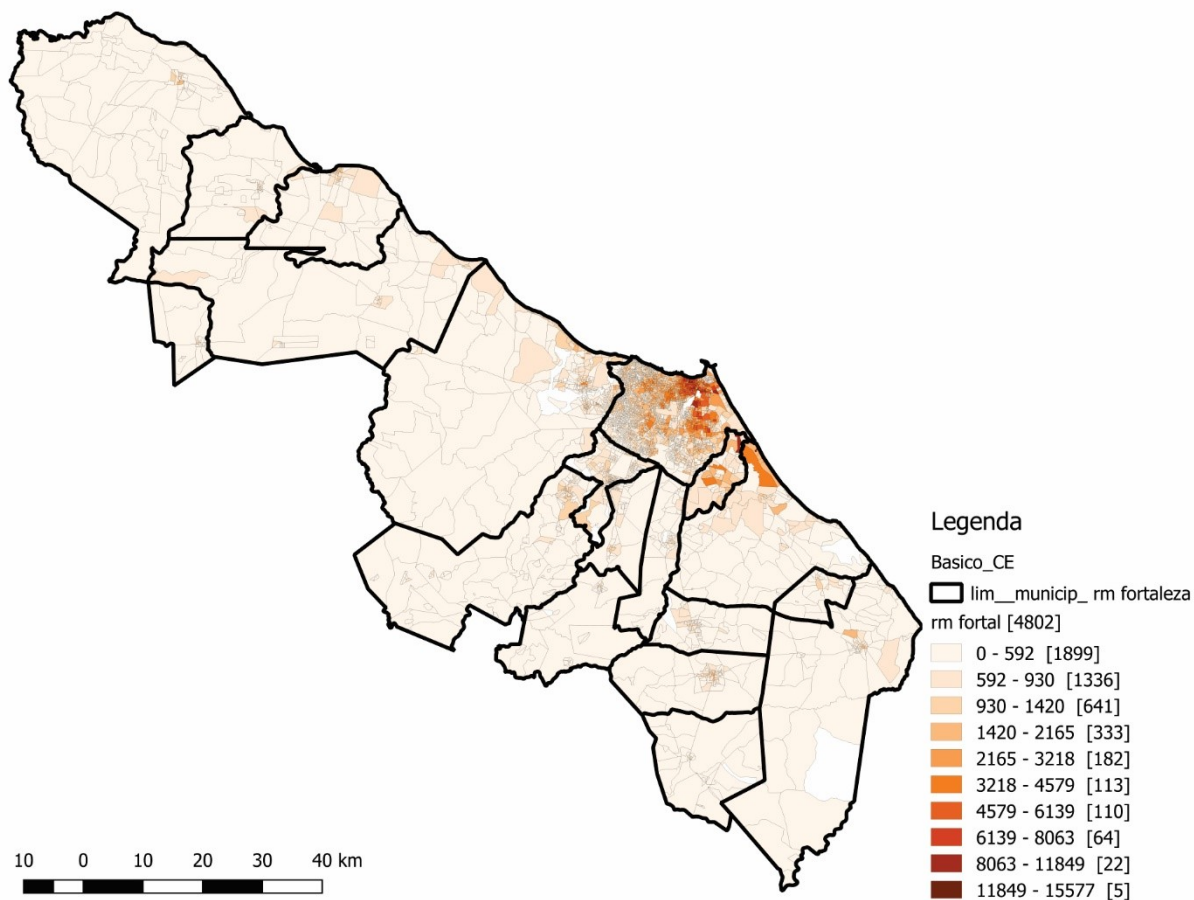 Legenda
Basico_CE
lim__municip_ rm fortaleza
rm fortal [4802]
0 - 592 [1899]
592 - 930 [1336]
930 - 1420 [641]
1420 - 2165 [333]
2165 - 3218 [182]
3218 - 4579 [113]
4579 - 6139 [110]
6139 - 8063 [64]
8063 - 11849 [22]
11849 - 15577 [5]
10 0 10 20 30 40 km